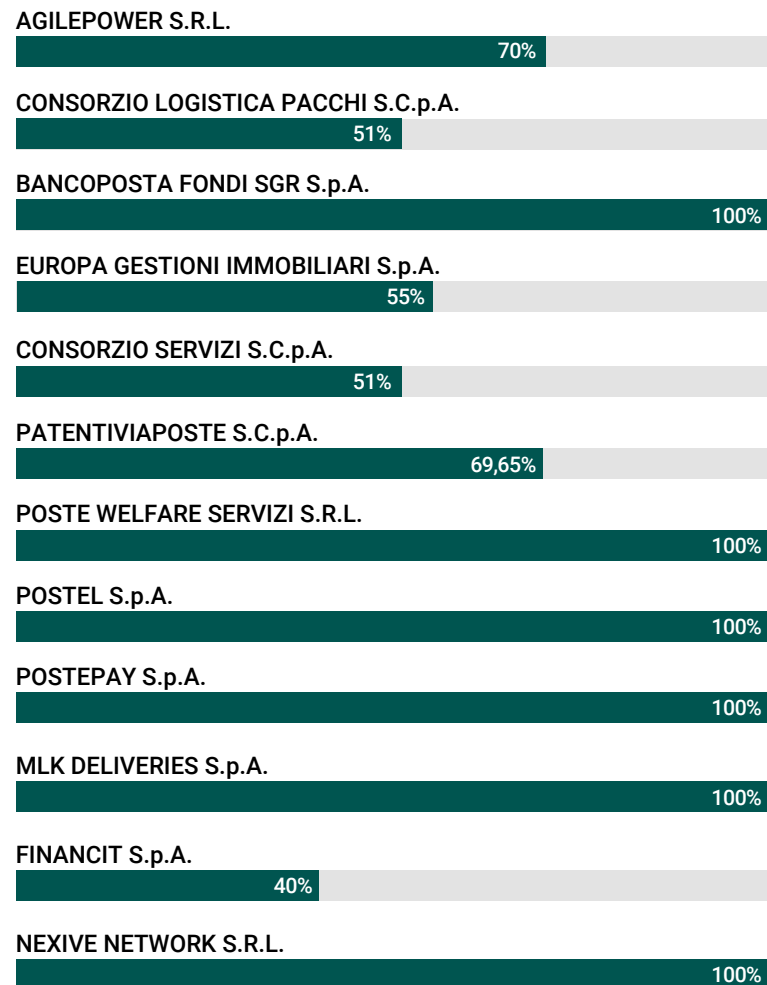 AGILEPOWER S.R.L.
70%
CONSORZIO LOGISTICA PACCHI S.C.p.A.
51%
BANCOPOSTA FONDI SGR S.p.A.
100%
EUROPA GESTIONI IMMOBILIARI S.p.A.
55%
CONSORZIO SERVIZI S.C.p.A.
51%
PATENTIVIAPOSTE S.C.p.A.
69,65%
POSTE WELFARE SERVIZI S.R.L.
100%
POSTEL S.p.A.
100%
POSTEPAY S.p.A.
100%
MLK DELIVERIES S.p.A.
100%
FINANCIT S.p.A.
40%
NEXIVE NETWORK S.R.L.
100%